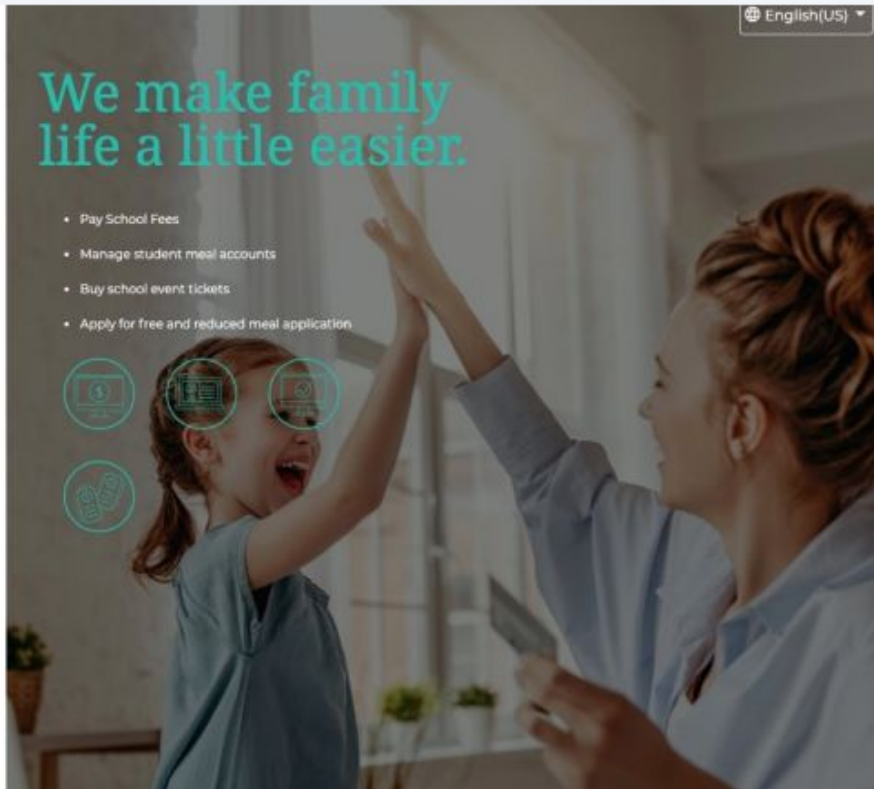 English(US)
We make family
life a little easier.
• Pay School Fees
• Manage student meal accounts
• Buy school event tickets
• Apply for free and reduced meal application